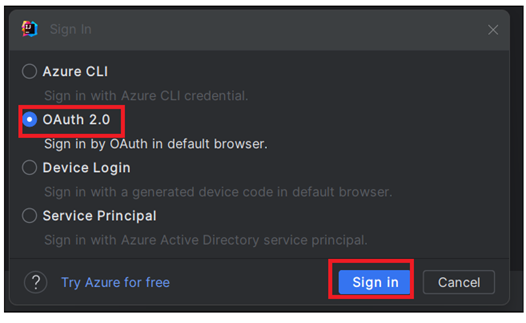 Sign In
Azure CLI
Sign in with Azure CLI credential.
OAuth 2.0
Sign in by OAuth in default browser.
Device Login
Sign in with a generated device code in default browser.
Service Principal
Sign in with Azure Active Directory service principal.
? Try Azure for free Sign in Cancel